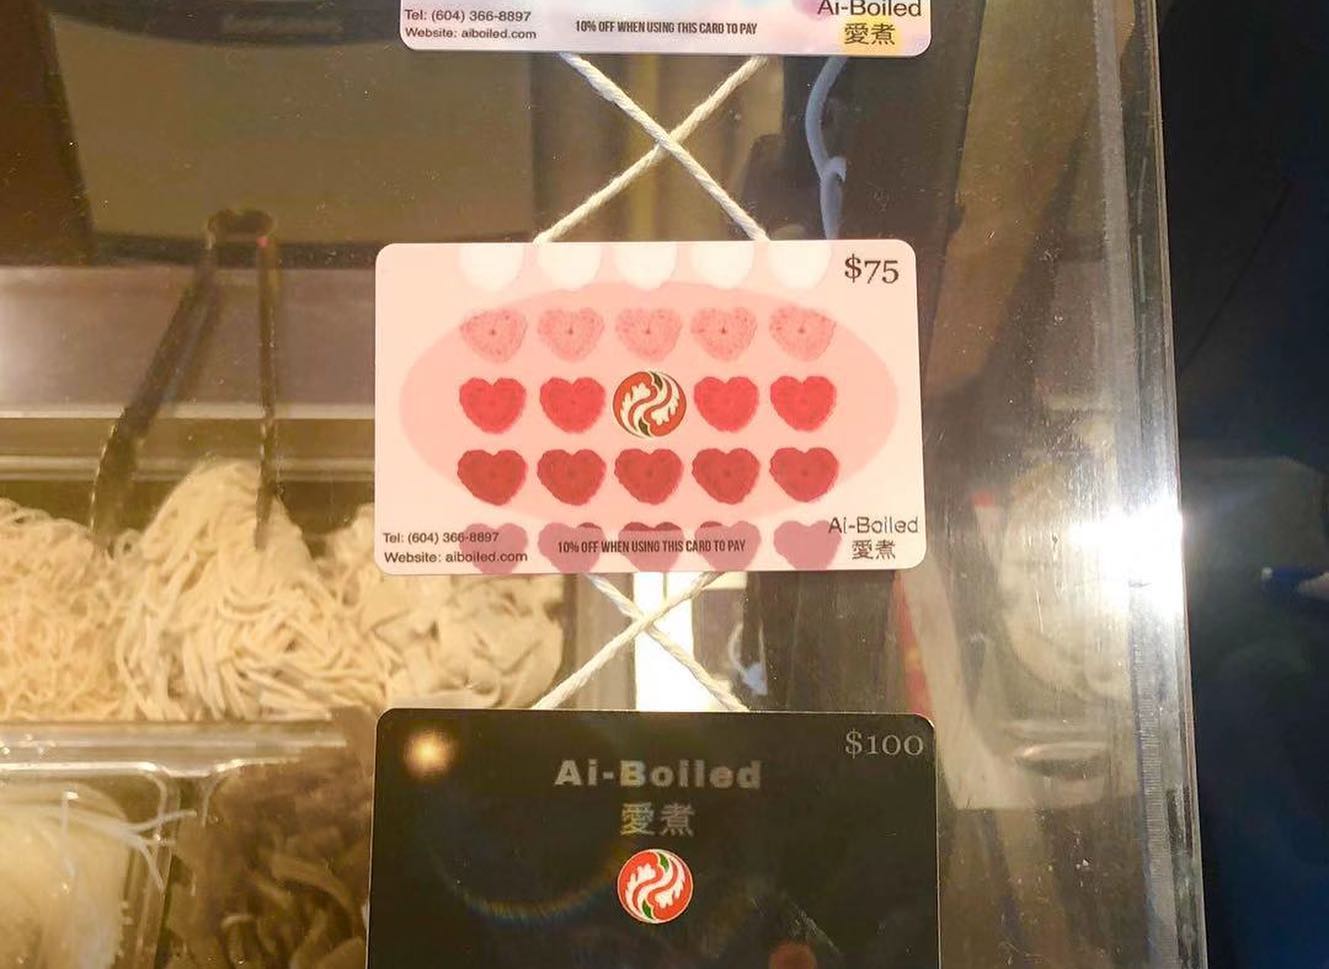 Tel: (604) 366-8897
Website: aiboiled.com
10% OFF WHEN USING THIS CARD TO PAY
Ai-Boiled
愛煮
$75
Tel: (604) 366-8897
Website: aiboiled.com
10% OFF WHEN USING THIS CARD TO PAY
Ai-Boiled
愛煮
$100
Ai-Boiled
愛煮